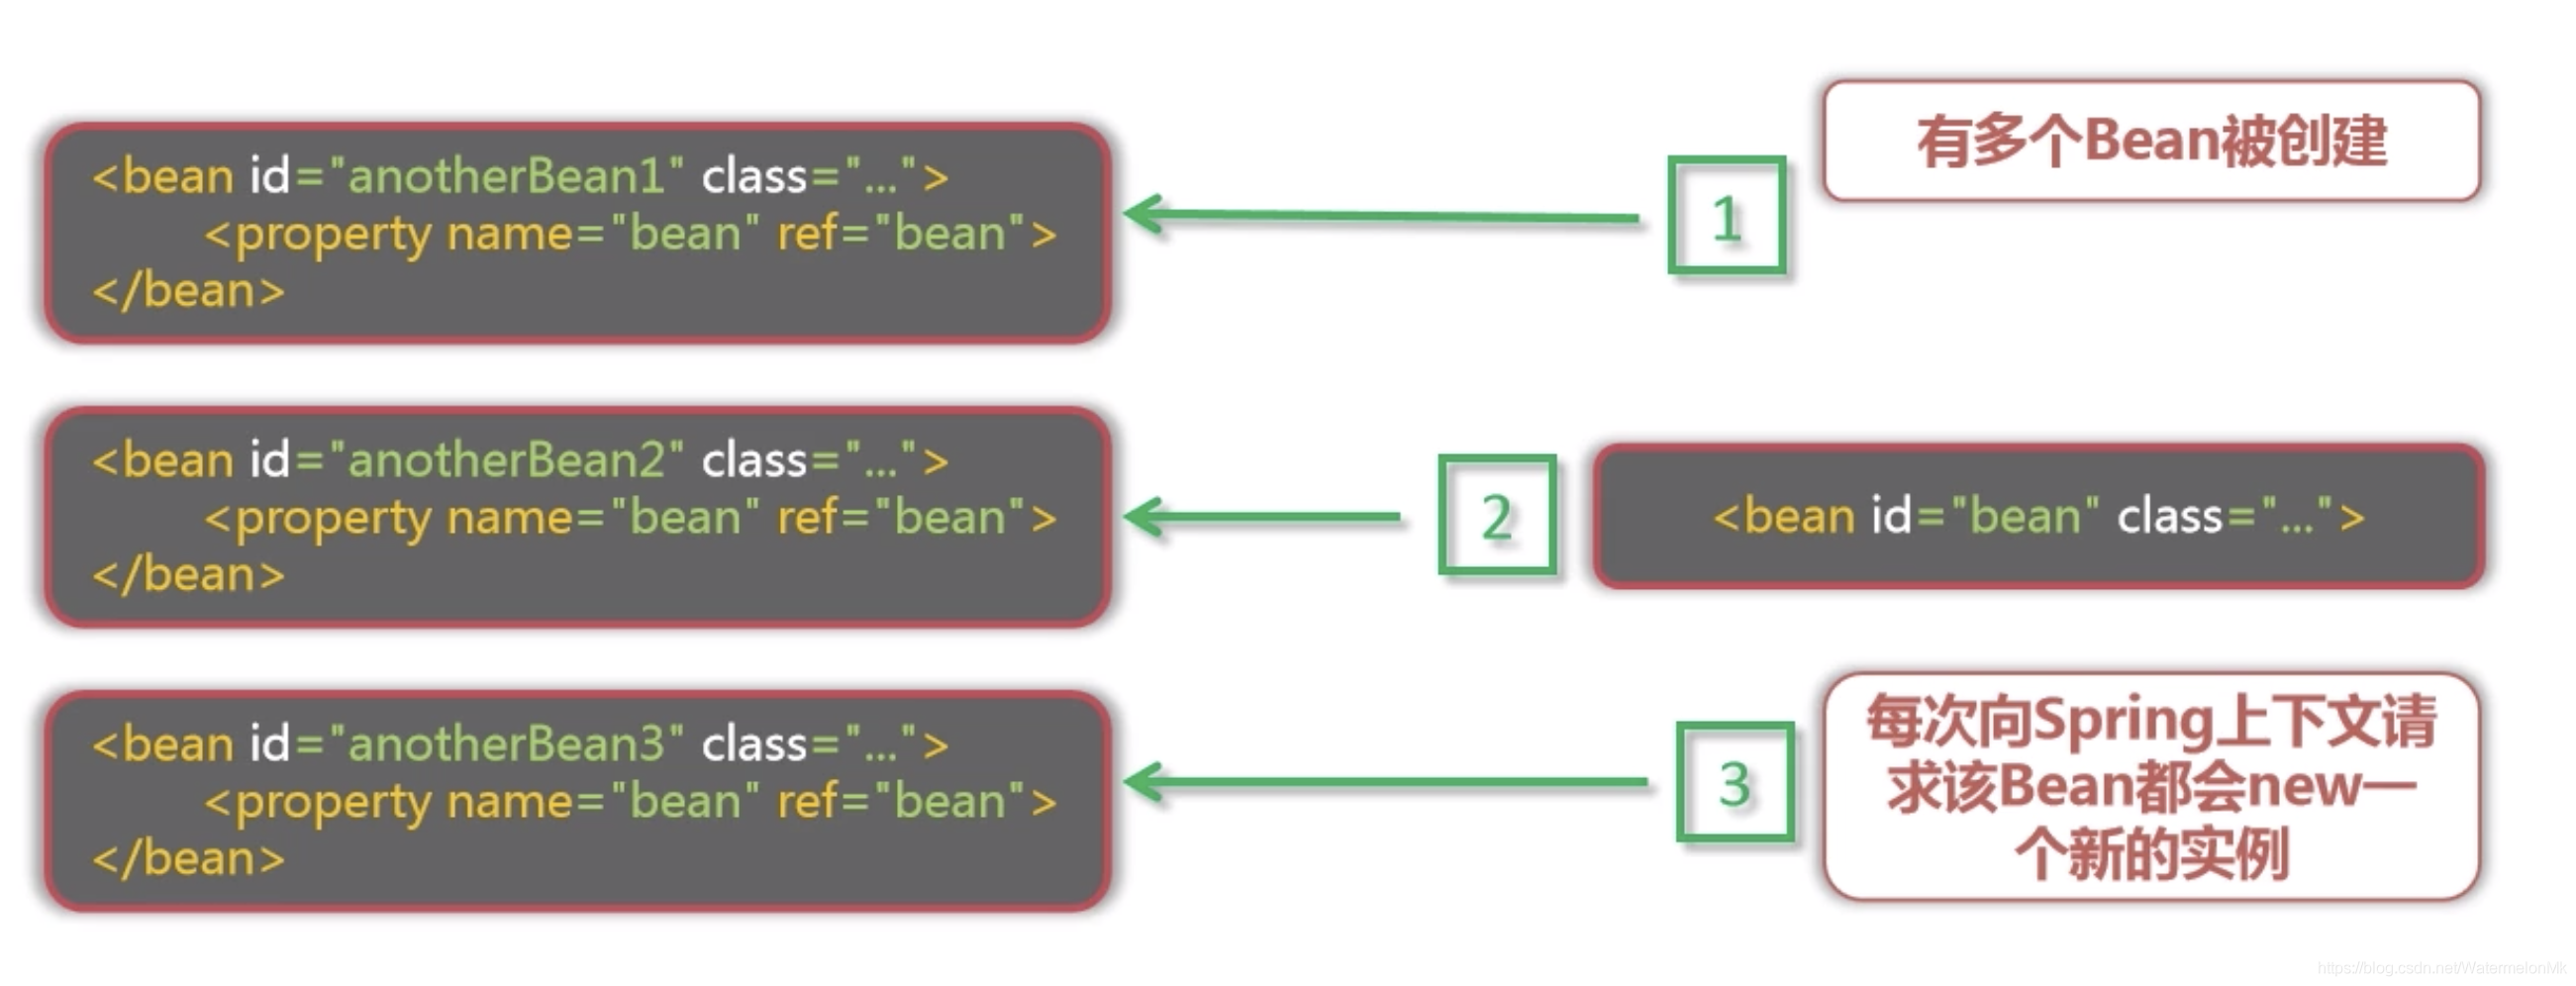 <bean id="anotherBean1" class="...">
<property name="bean" ref="bean">
</bean>
1
有多个Bean被创建
<bean id="anotherBean2" class="...">
<property name="bean" ref="bean">
</bean>
2
<bean id="bean" class="...">
<bean id="anotherBean3" class="...">
<property name="bean" ref="bean">
</bean>
3
每次向Spring上下文请
求该Bean都会new一
个新的实例
https://blog.csdn.net/WatermelonMk